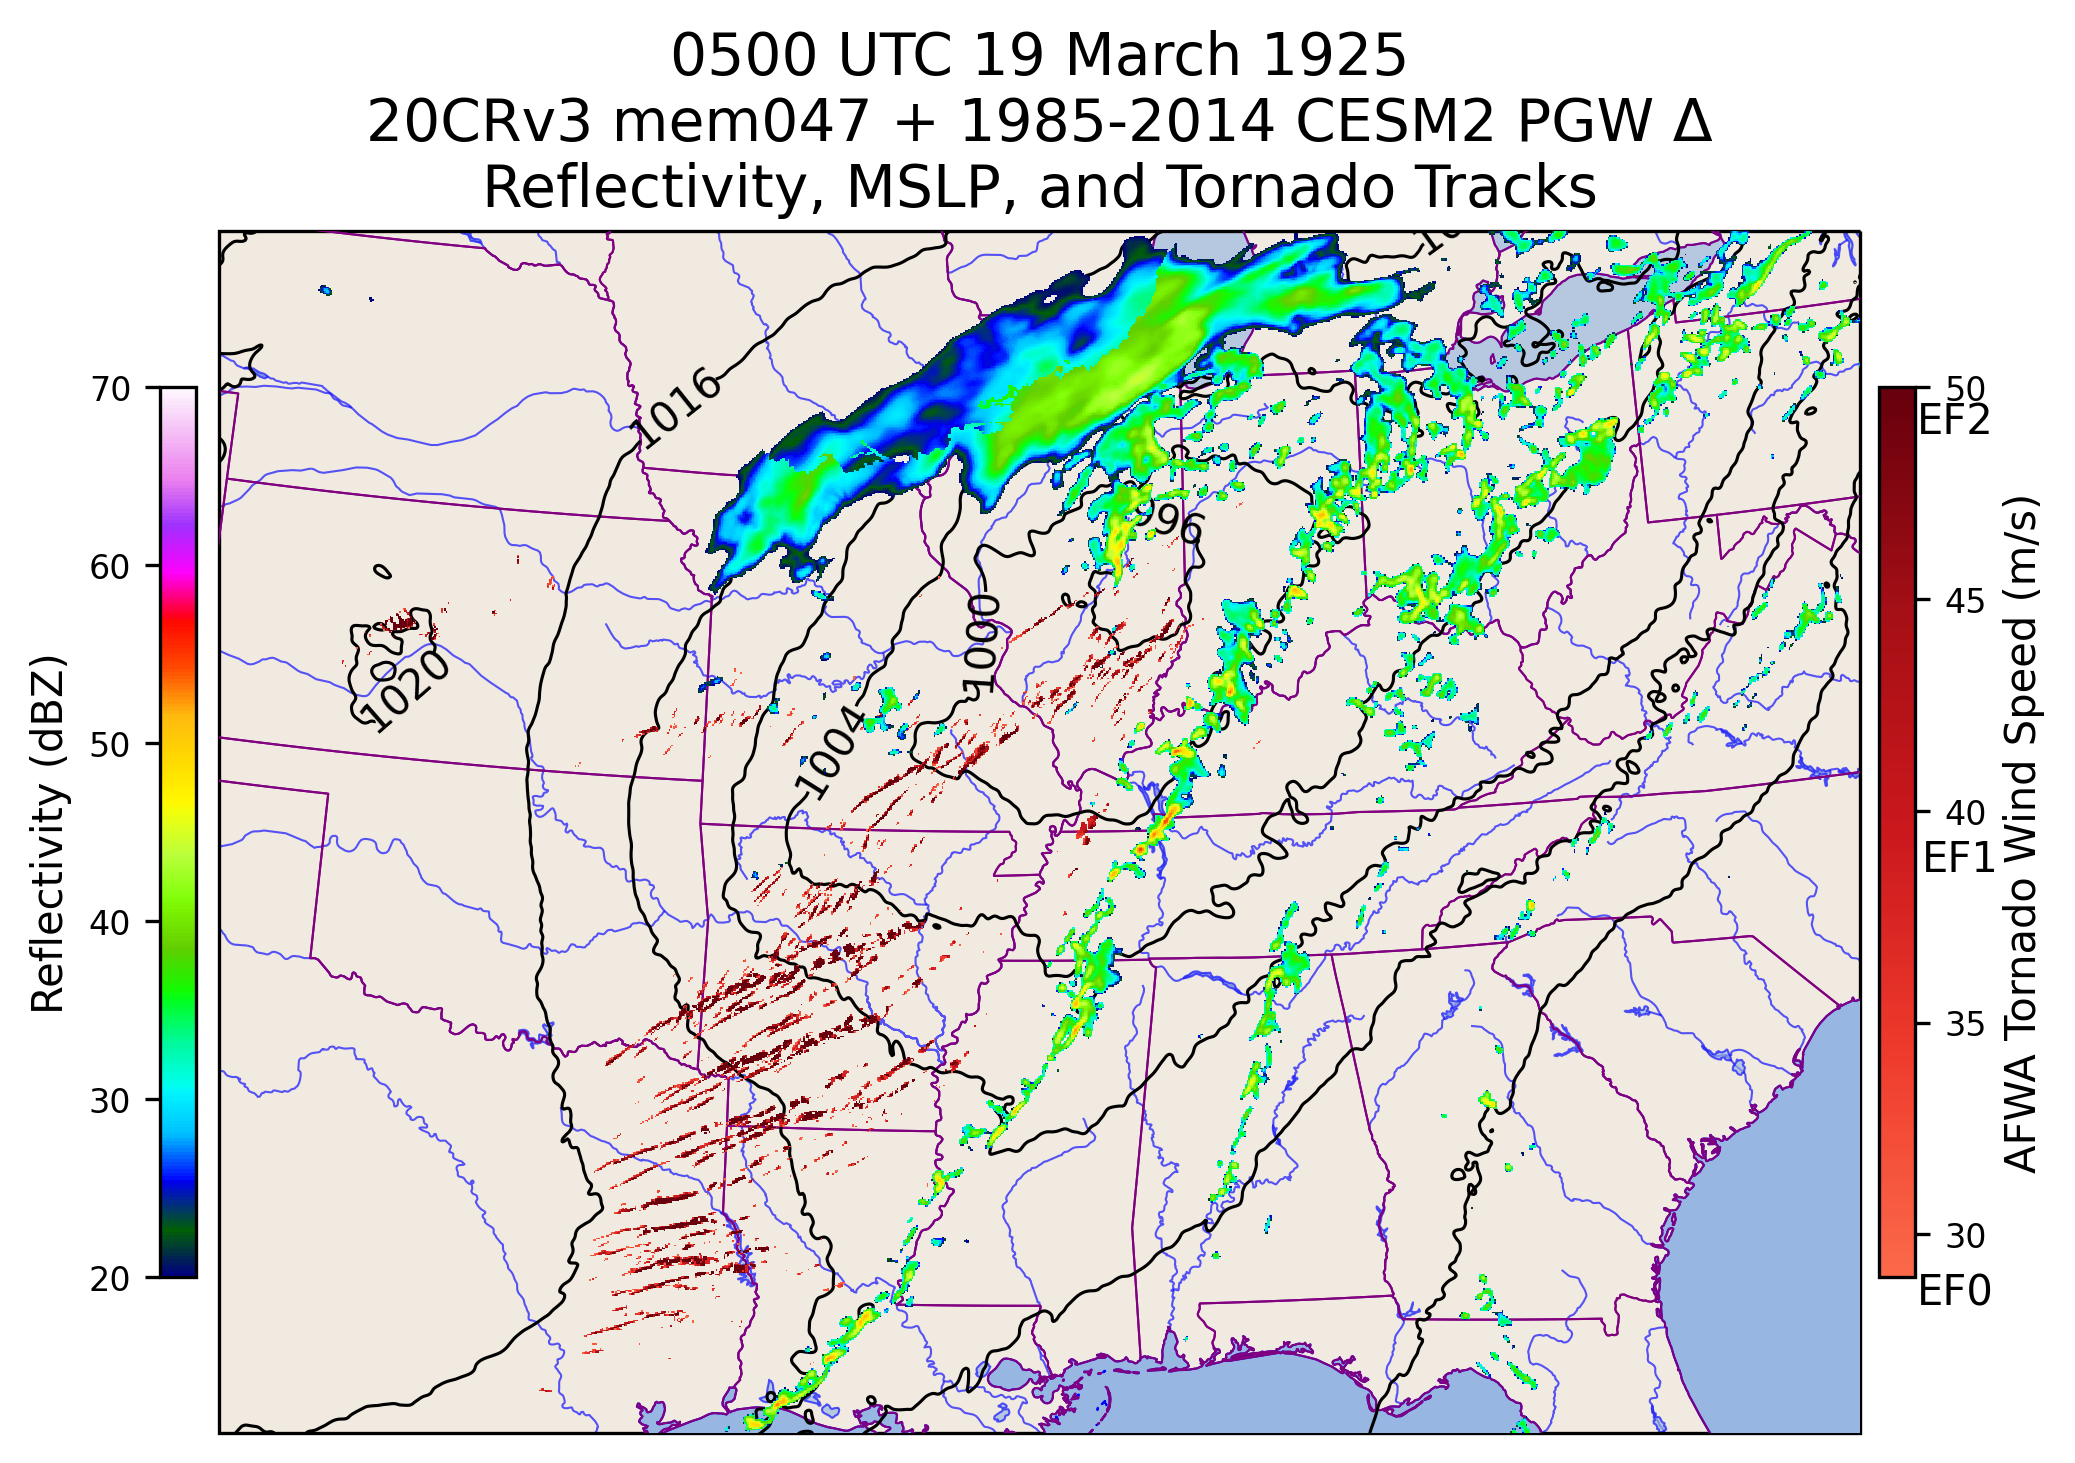 0500 UTC 19 March 1925
20CRv3 mem047 + 1985-2014 CESM2 PGW Δ
Reflectivity, MSLP, and Tornado Tracks
Reflectivity (dBZ)
70
60
50
40
30
20
1016
1020
1004
1000
996
50
EF2
45
40
EF1
35
30
EF0
AFWA Tornado Wind Speed (m/s)